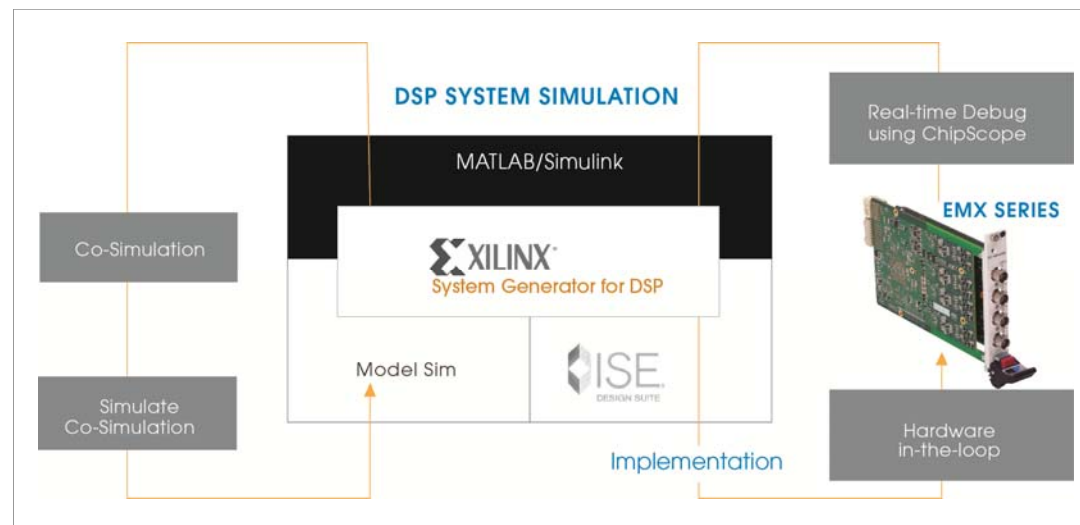 DSP SYSTEM SIMULATION
MATLAB/Simulink
XILINX
System Generator for DSP
Model Sim
ISE
DESIGN SUITE
Co-Simulation
Simulate
Co-Simulation
Implementation
Real-time Debug
using ChipScope
EMX SERIES
Hardware
in-the-loop